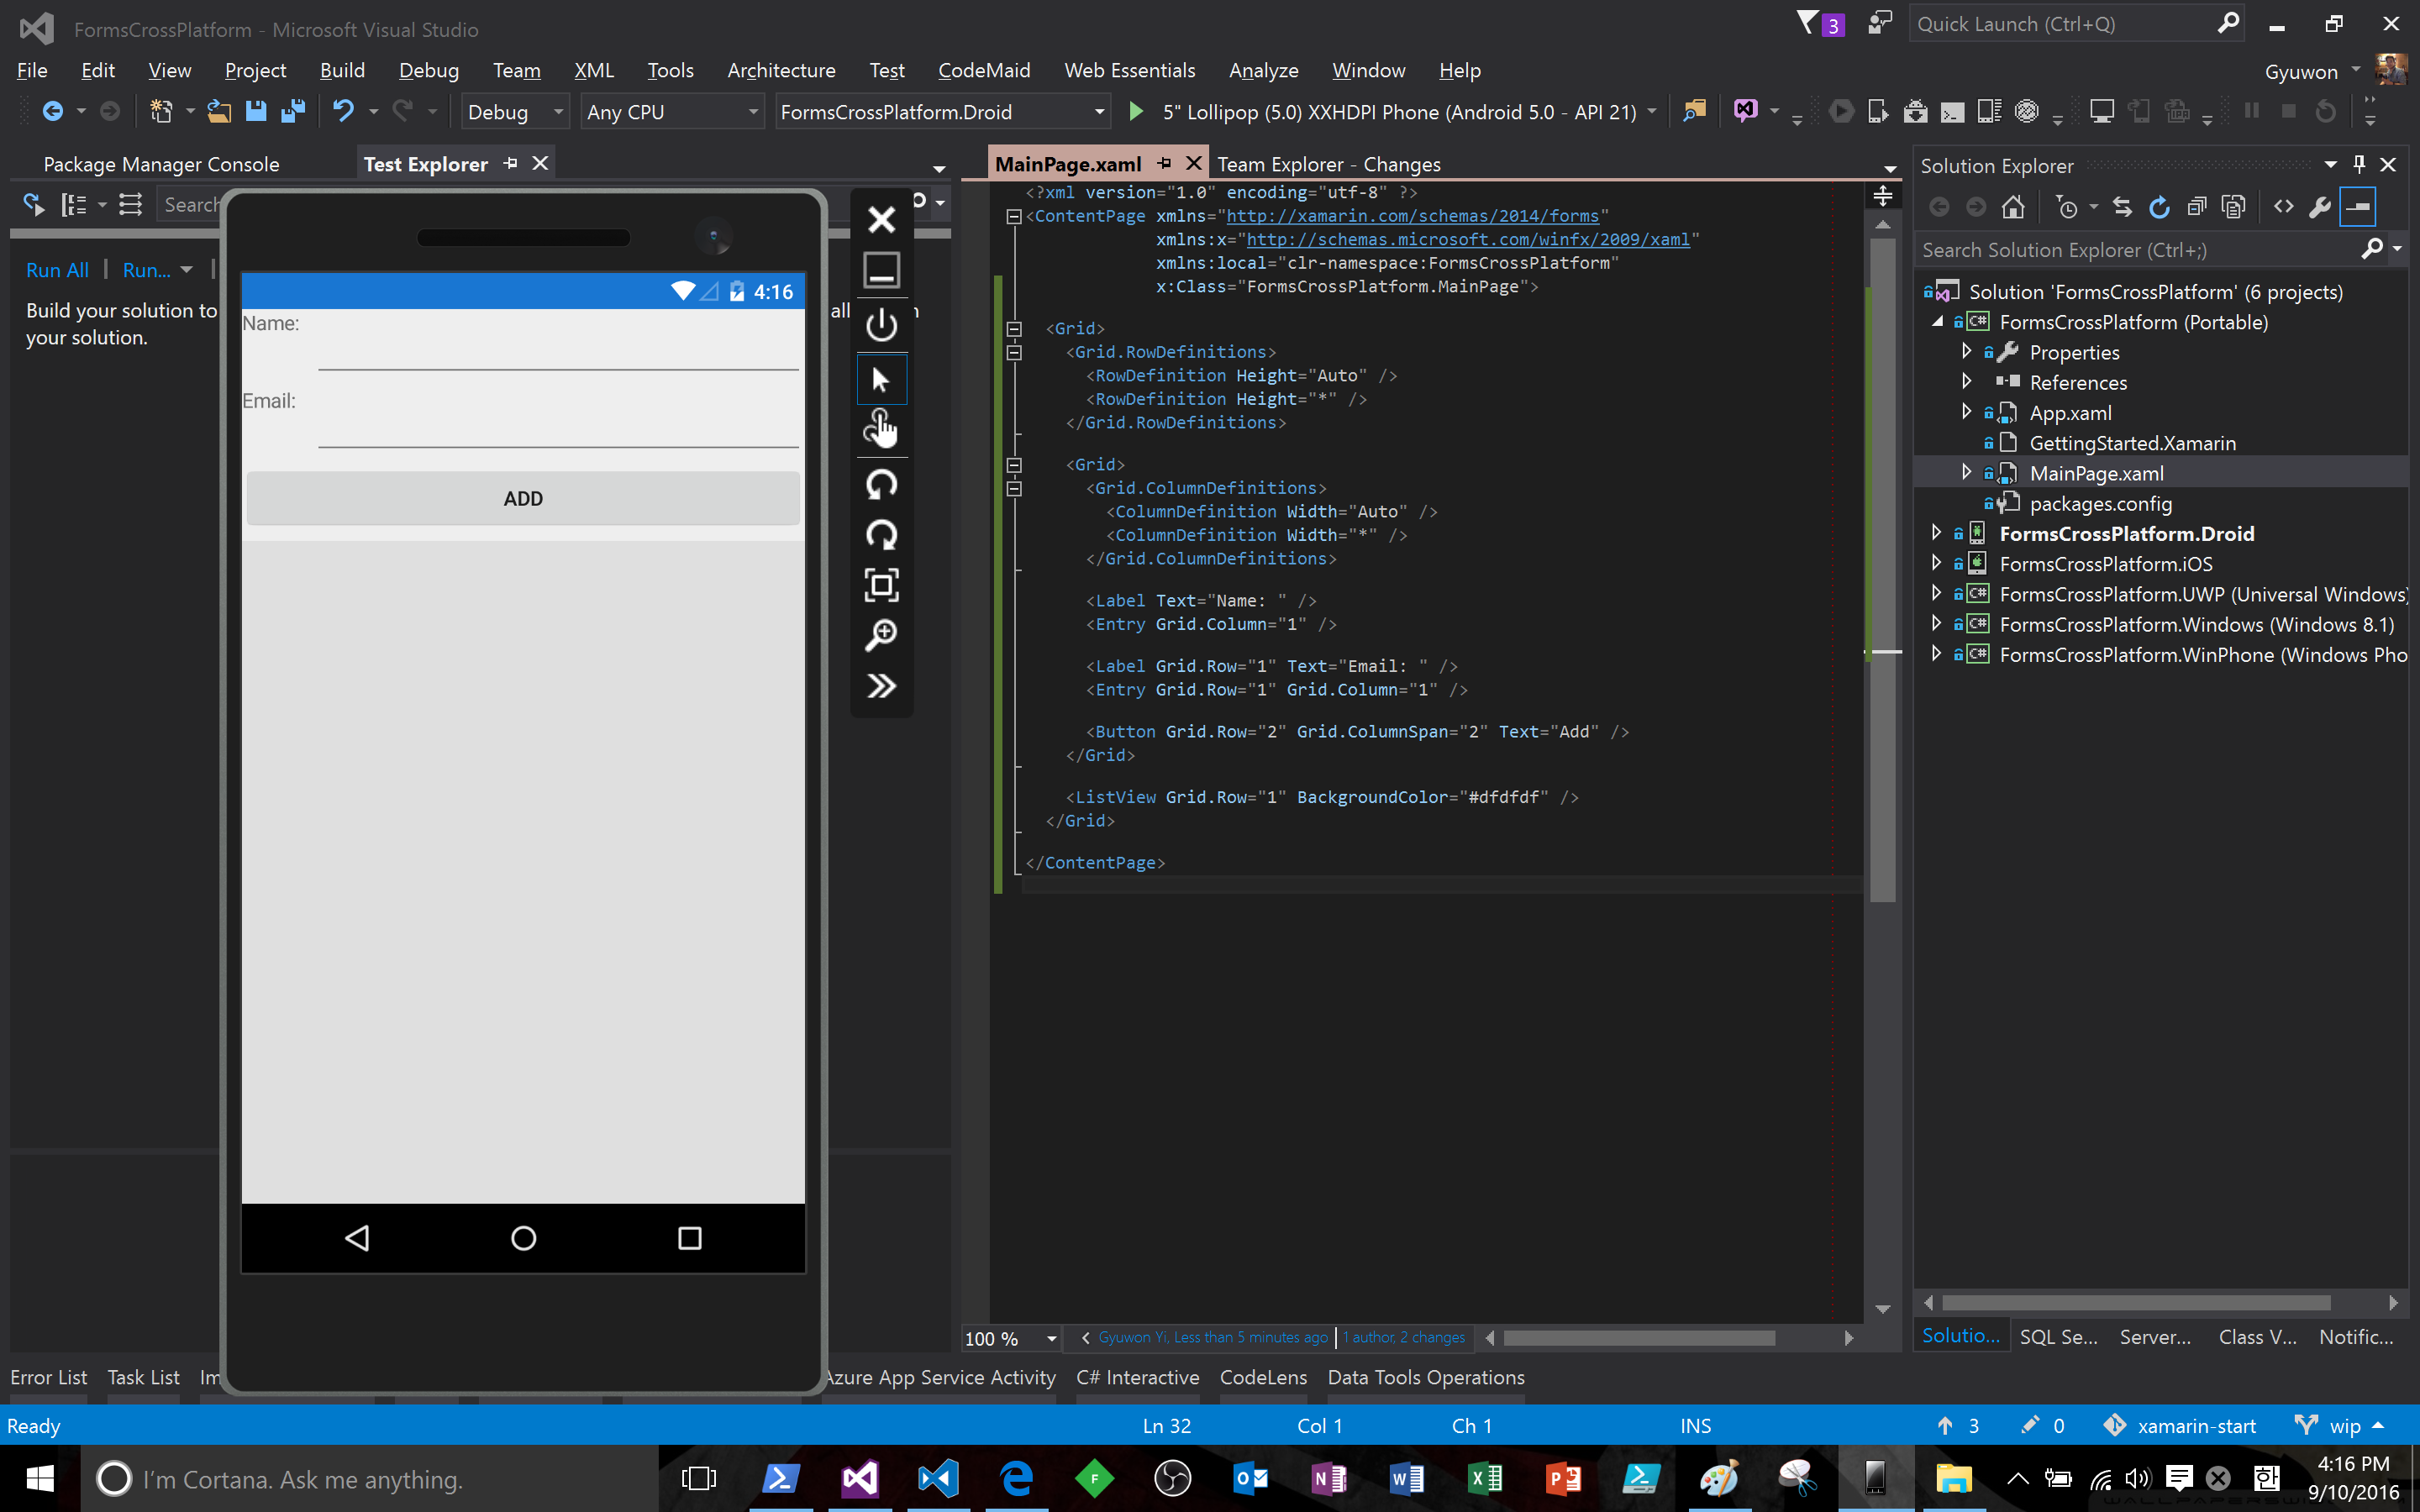 FormsCrossPlatform - Microsoft Visual Studio
3
Quick Launch (Ctrl+Q)
File Edit View Project Build Debug Team XML Tools Architecture Test CodeMaid Web Essentials Analyze Window Help
Gyuwon
Debug Any CPU FormsCrossPlatform.Droid 5" Lollipop (5.0) XXHDPI Phone (Android 5.0 - API 21)
Package Manager Console Test Explorer
Search
Run All Run...
Build your solution to
your solution.
all
4:16
Name:
Email:
ADD
MainPage.xaml Team Explorer - Changes
<?xml version="1.0" encoding="utf-8" ?>
<ContentPage xmlns="http://xamarin.com/schemas/2014/forms"
xmlns:x="http://schemas.microsoft.com/winfx/2009/xaml"
xmlns:local="clr-namespace:FormsCrossPlatform"
x:Class="FormsCrossPlatform.MainPage">
<Grid>
<Grid.RowDefinitions>
<RowDefinition Height="Auto" />
<RowDefinition Height="*" />
</Grid.RowDefinitions>
<Grid>
<Grid.ColumnDefinitions>
<ColumnDefinition Width="Auto" />
<ColumnDefinition Width="*" />
</Grid.ColumnDefinitions>
<Label Text="Name: " />
<Entry Grid.Column="1" />
<Label Grid.Row="1" Text="Email: " />
<Entry Grid.Row="1" Grid.Column="1" />
<Button Grid.Row="2" Grid.ColumnSpan="2" Text="Add" />
</Grid>
<ListView Grid.Row="1" BackgroundColor="#dfdfdf" />
</Grid>
</ContentPage>
100 % Gyuwon Yi, Less than 5 minutes ago 1 author, 2 changes
Solution Explorer
Search Solution Explorer (Ctrl+;)
Solution 'FormsCrossPlatform' (6 projects)
FormsCrossPlatform (Portable)
Properties
References
App.xaml
GettingStarted.Xamarin
MainPage.xaml
packages.config
FormsCrossPlatform.Droid
FormsCrossPlatform.iOS
FormsCrossPlatform.UWP (Universal Windows)
FormsCrossPlatform.Windows (Windows 8.1)
FormsCrossPlatform.WinPhone (Windows Pho
Solutio... SQL Se... Server... Class V... Notific...
Error List Task List Im Azure App Service Activity C# Interactive CodeLens Data Tools Operations
Ready Ln 32 Col 1 Ch 1 INS 3 0 xamarin-start wip
I'm Cortana. Ask me anything.
한
4:16 PM
9/10/2016